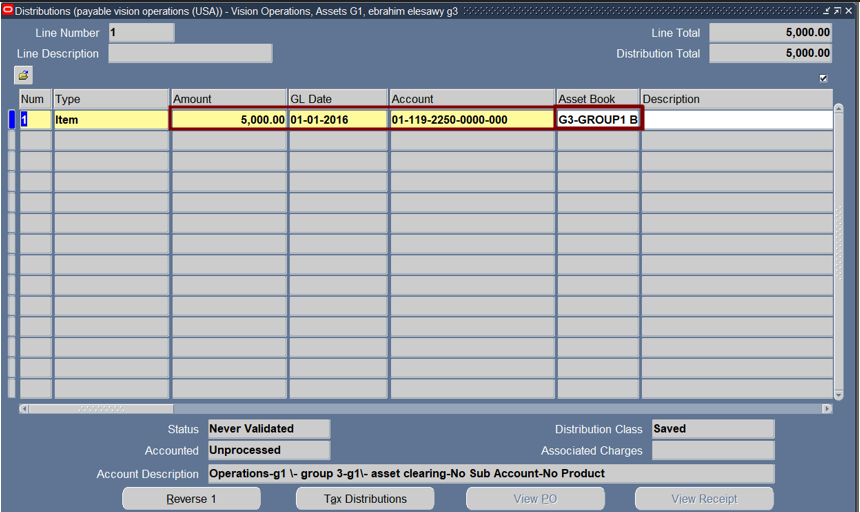 Distributions (payable vision operations (USA)) - Vision Operations, Assets G1, ebrahim elesawy g3
Line Number 1 Line Total 5,000.00
Line Description Distribution Total 5,000.00
Num Type Amount GL Date Account Asset Book Description
1 Item 5,000.00 01-01-2016 01-119-2250-0000-000 G3-GROUP1 B
Status Never Validated Distribution Class Saved
Accounted Unprocessed Associated Charges
Account Description Operations-g1 \- group 3-g1\- asset clearing-No Sub Account-No Product
Reverse 1 Tax Distributions View PO View Receipt